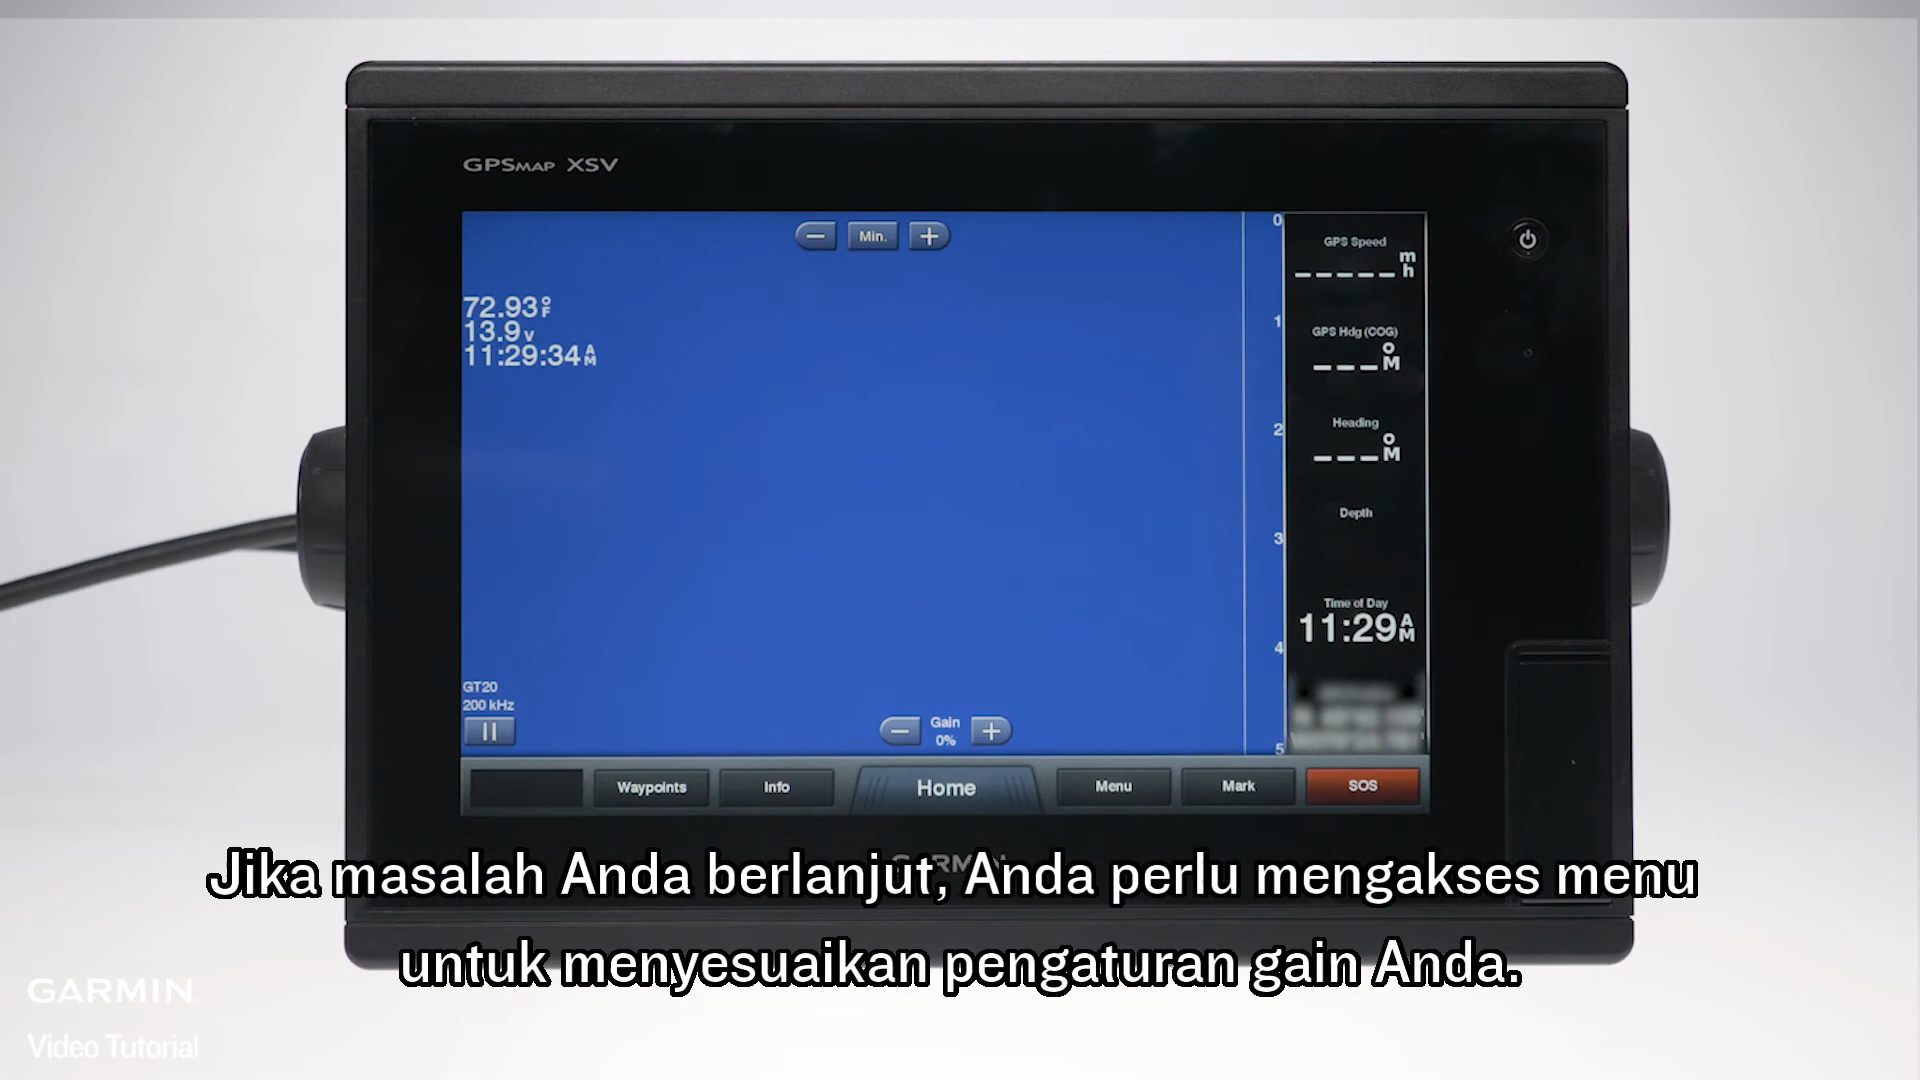 GPSMAP XSV
Min.
0
72.93°F
13.9V
11:29:34AM
1
2
3
4
5
GPS Speed
-----mh
GPS Hdg (COG)
---°M
Heading
---°M
Depth
Time of Day
11:29AM
GT20
200 kHz
Gain
0%
Waypoints
Info
Home
Menu
Mark
SOS
GARMIN
Jika masalah Anda berlanjut, Anda perlu mengakses menu
untuk menyesuaikan pengaturan gain Anda.
GARMIN
Video Tutorial